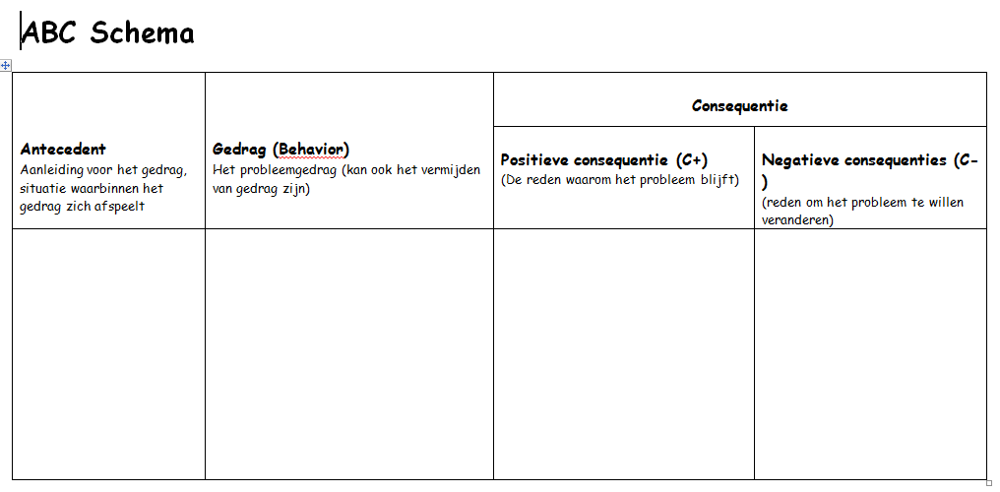 ABC Schema
Consequentie
Antecedent
Aanleiding voor het gedrag,
situatie waarbinnen het
gedrag zich afspeelt
Gedrag (Behavior)
Het probleemgedrag (kan ook het vermijden
van gedrag zijn)
Positieve consequentie (C+)
(De reden waarom het probleem blijft)
Negatieve consequenties (C-
)
(reden om het probleem te willen
veranderen)